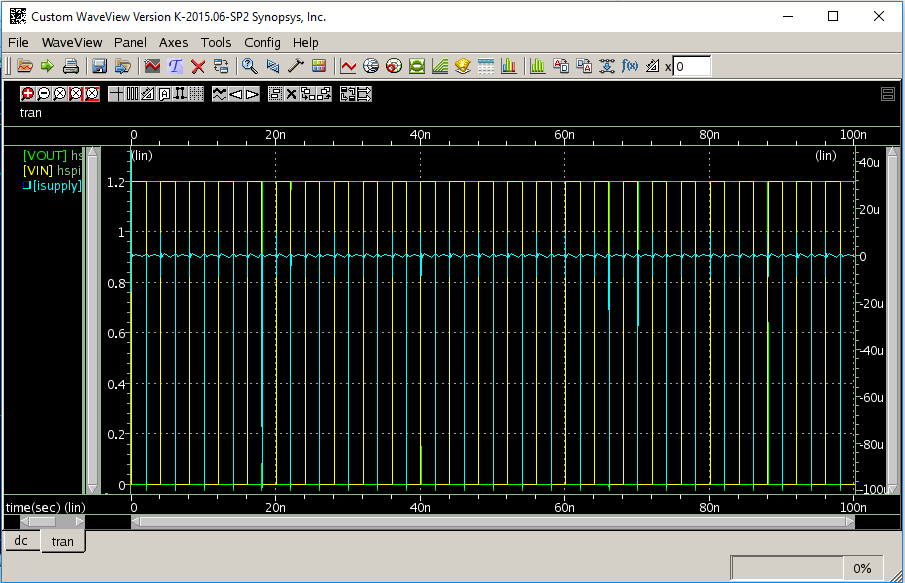 Custom WaveView Version K-2015.06-SP2 Synopsys, Inc.
File WaveView Panel Axes Tools Config Help
f(x) x 0
tran
0 20n 40n 60n 80n 100n
[VOUT] hs
[VIN] hspi
[isupply]
(lin) (lin)
40u
1.2
20u
1
0
0.8
-20u
0.6
-40u
0.4
-60u
0.2
-80u
0
-100u
time(sec) (lin) 0 20n 40n 60n 80n 100n
dc tran
0%